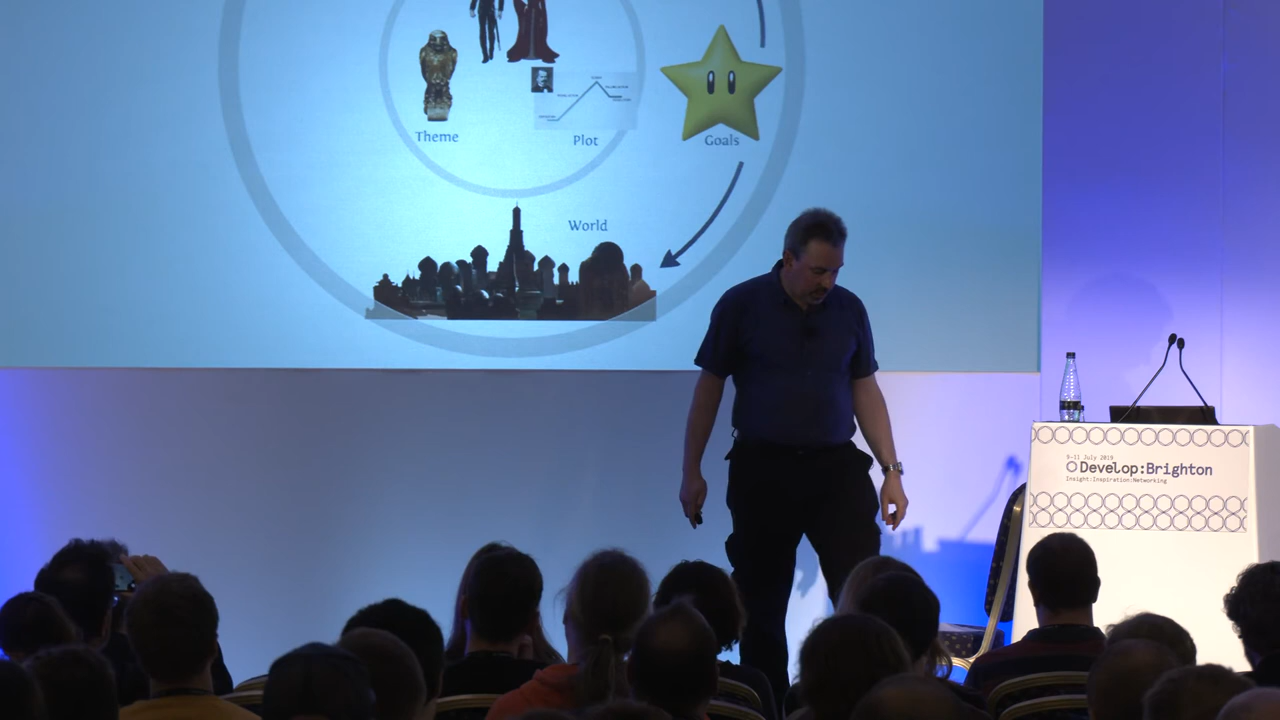 Theme
Plot
Goals
World
9-11 July 2019
Develop:Brighton
Insight:Inspiration:Networking